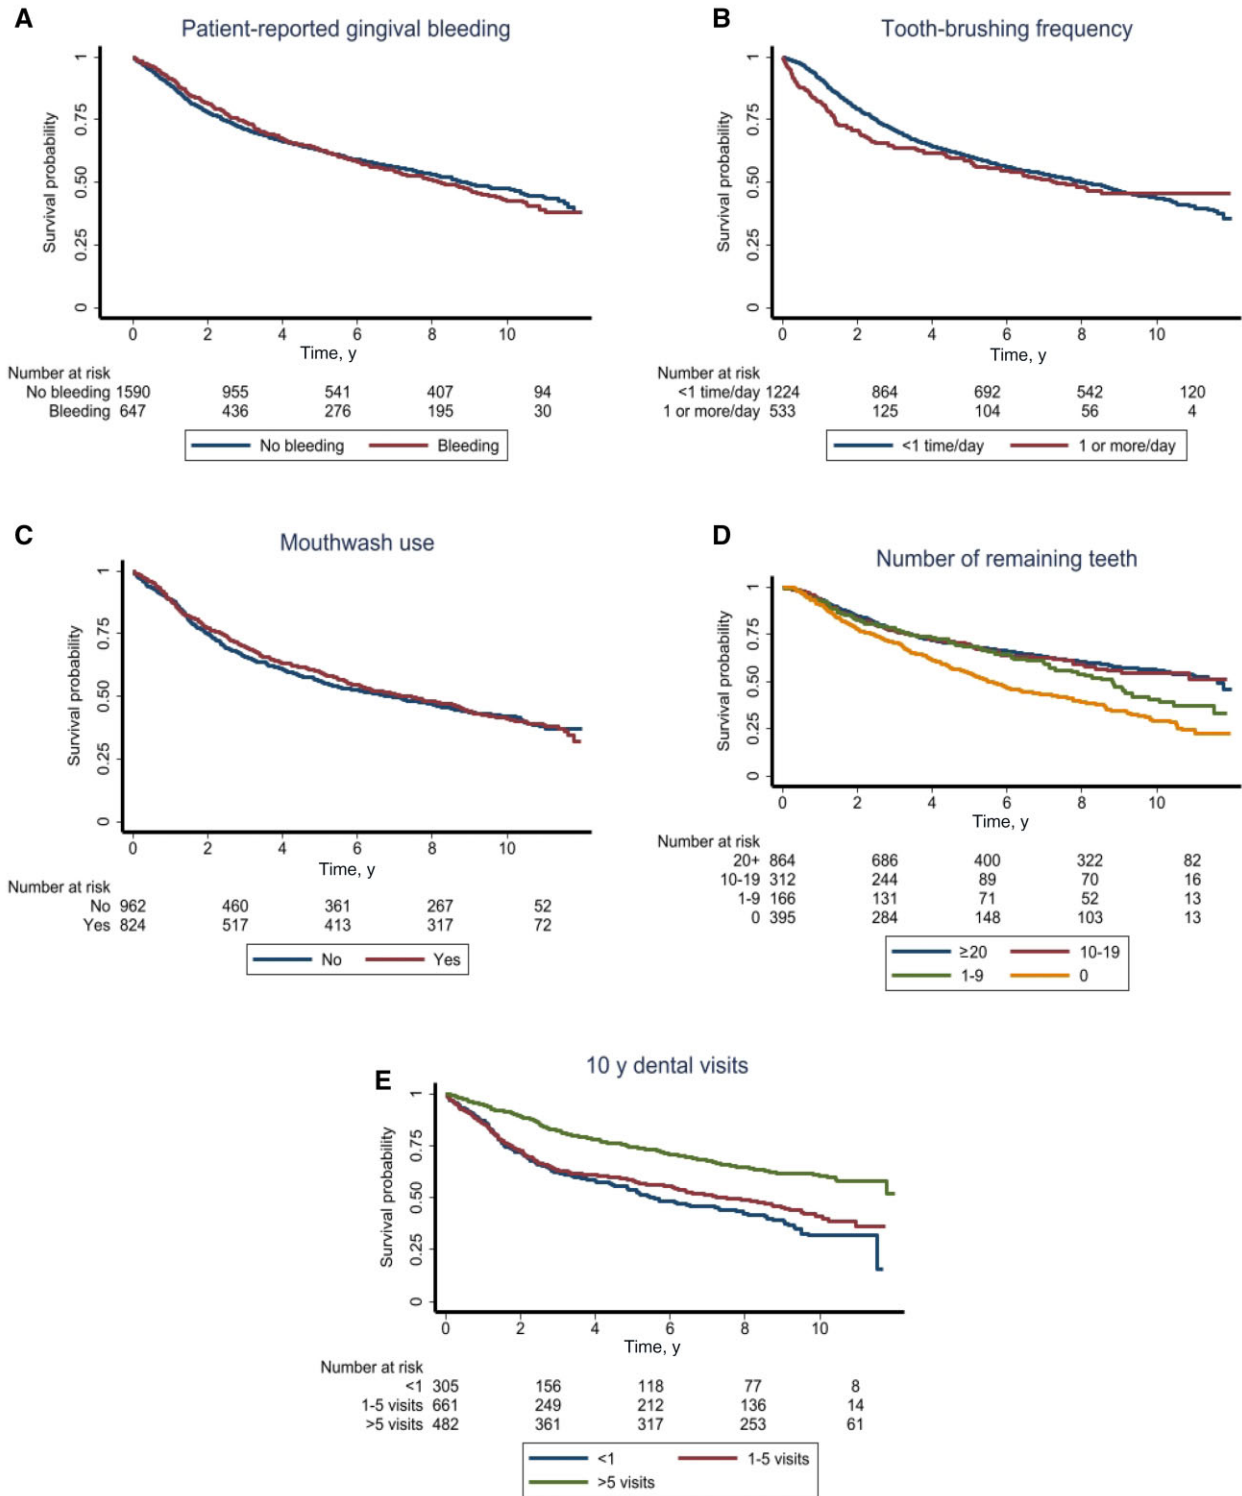 A
Patient-reported gingival bleeding
Survival probability
1
0.75
0.50
0.25
0
0 2 4 6 8 10
Time, y
Number at risk
No bleeding 1590 955 541 407 94
Bleeding 647 436 276 195 30
No bleeding Bleeding
B
Tooth-brushing frequency
Survival probability
1
0.75
0.50
0.25
0
0 2 4 6 8 10
Time, y
Number at risk
<1 time/day 1224 864 692 542 120
1 or more/day 533 125 104 56 4
<1 time/day 1 or more/day
C
Mouthwash use
Survival probability
1
0.75
0.50
0.25
0
0 2 4 6 8 10
Time, y
Number at risk
No 962 460 361 267 52
Yes 824 517 413 317 72
No Yes
D
Number of remaining teeth
Survival probability
1
0.75
0.50
0.25
0
0 2 4 6 8 10
Time, y
Number at risk
20+ 864 686 400 322 82
10-19 312 244 89 70 16
1-9 166 131 71 52 13
0 395 284 148 103 13
≥20 10-19
1-9 0
E
10 y dental visits
Survival probability
1
0.75
0.50
0.25
0
0 2 4 6 8 10
Time, y
Number at risk
<1 305 156 118 77 8
1-5 visits 661 249 212 136 14
>5 visits 482 361 317 253 61
<1 1-5 visits
>5 visits